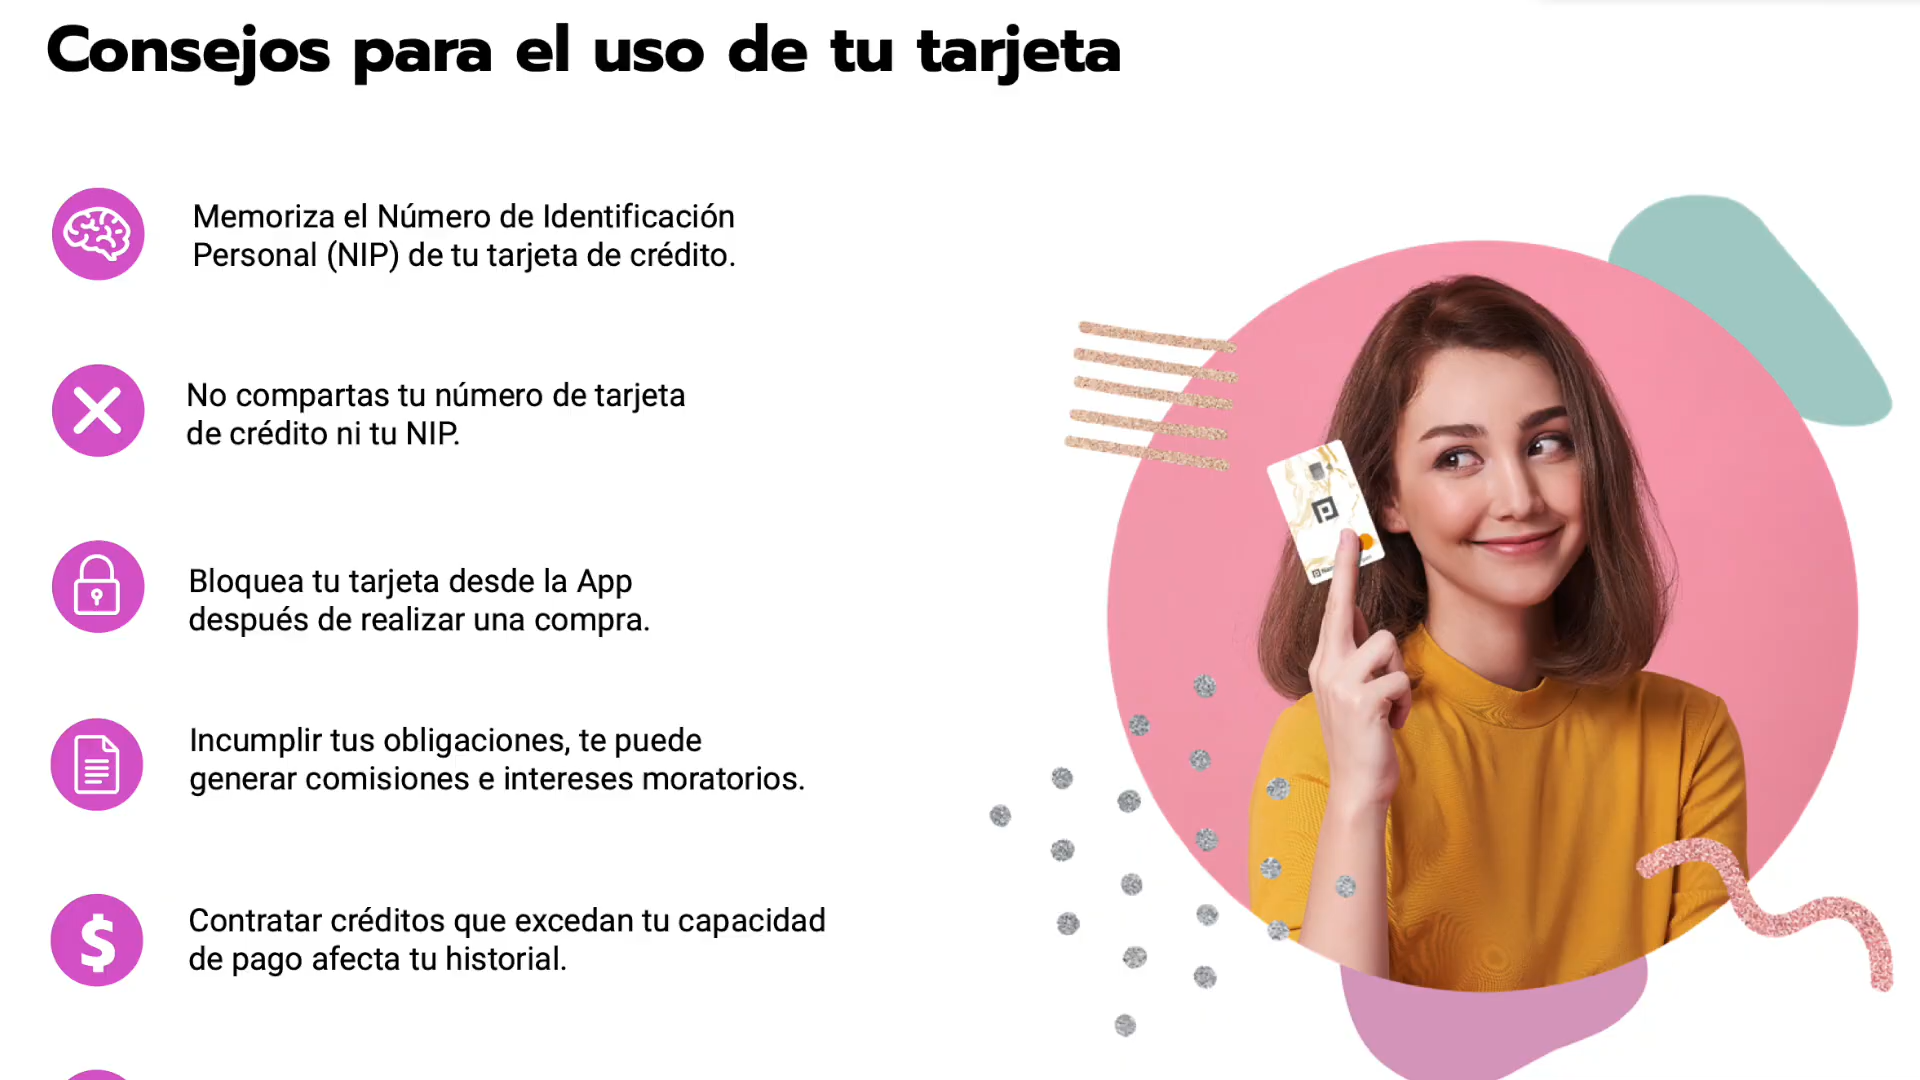 Consejos para el uso de tu tarjeta
Memoriza el Número de Identificación
Personal (NIP) de tu tarjeta de crédito.
No compartas tu número de tarjeta
de crédito ni tu NIP.
Bloquea tu tarjeta desde la App
después de realizar una compra.
Incumplir tus obligaciones, te puede
generar comisiones e intereses moratorios.
Contratar créditos que excedan tu capacidad
de pago afecta tu historial.